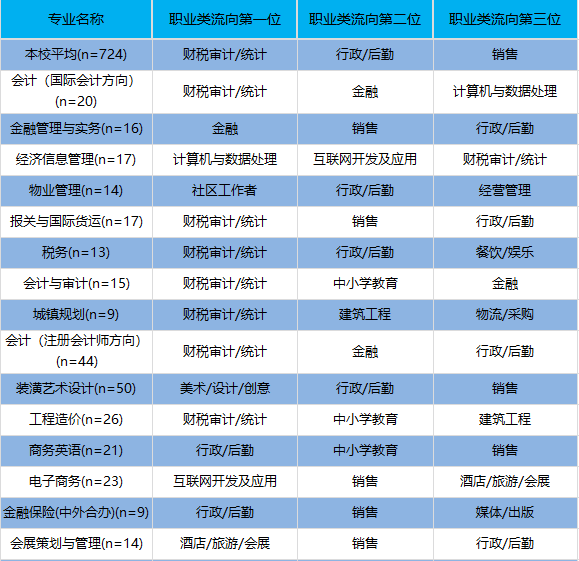 专业名称 职业类流向第一位 职业类流向第二位 职业类流向第三位
本校平均(n=724) 财税审计/统计 行政/后勤 销售
会计（国际会计方向）
(n=20) 财税审计/统计 金融 计算机与数据处理
金融管理与实务(n=16) 金融 销售 行政/后勤
经济信息管理(n=17) 计算机与数据处理 互联网开发及应用 财税审计/统计
物业管理(n=14) 社区工作者 行政/后勤 经营管理
报关与国际货运(n=17) 财税审计/统计 销售 行政/后勤
税务(n=13) 财税审计/统计 行政/后勤 餐饮/娱乐
会计与审计(n=15) 财税审计/统计 中小学教育 金融
城镇规划(n=9) 财税审计/统计 建筑工程 物流/采购
会计（注册会计师方向）
(n=44) 财税审计/统计 金融 行政/后勤
装潢艺术设计(n=50) 美术/设计/创意 行政/后勤 销售
工程造价(n=26) 财税审计/统计 中小学教育 建筑工程
商务英语(n=21) 行政/后勤 中小学教育 销售
电子商务(n=23) 互联网开发及应用 销售 酒店/旅游/会展
金融保险(中外合办)(n=9) 行政/后勤 销售 媒体/出版
会展策划与管理(n=14) 酒店/旅游/会展 销售 行政/后勤